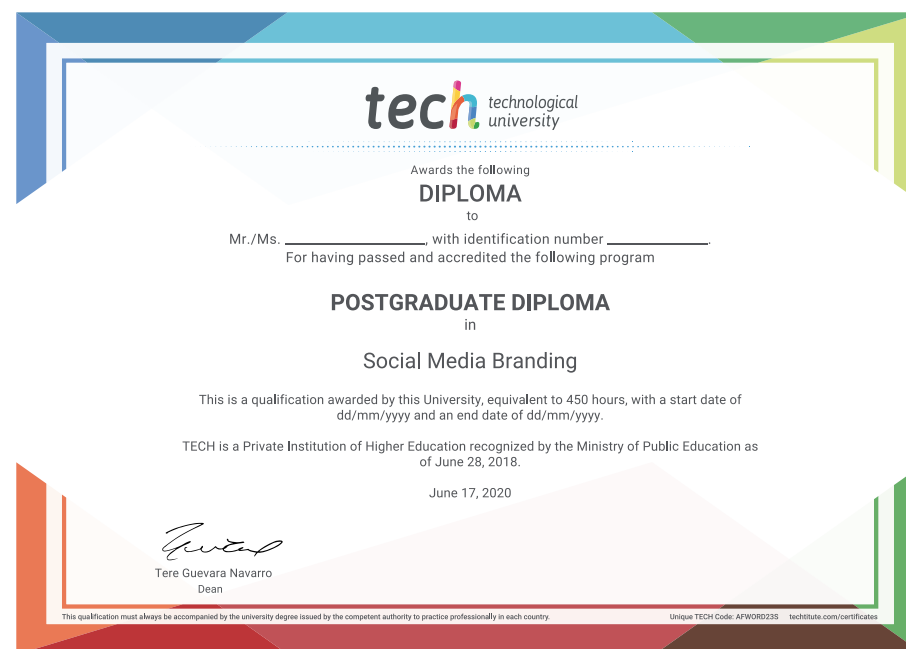 tech technological
university
Awards the following
DIPLOMA
to
Mr./Ms. ____________, with identification number ____________.
For having passed and accredited the following program
POSTGRADUATE DIPLOMA
in
Social Media Branding
This is a qualification awarded by this University, equivalent to 450 hours, with a start date of
dd/mm/yyyy and an end date of dd/mm/yyyy.
TECH is a Private Institution of Higher Education recognized by the Ministry of Public Education as
of June 28, 2018.
June 17, 2020
Tere Guevara Navarro
Dean
This qualification must always be accompanied by the university degree issued by the competent authority to practice professionally in each country.
Unique TECH Code: AFWORD23S techtitute.com/certificates